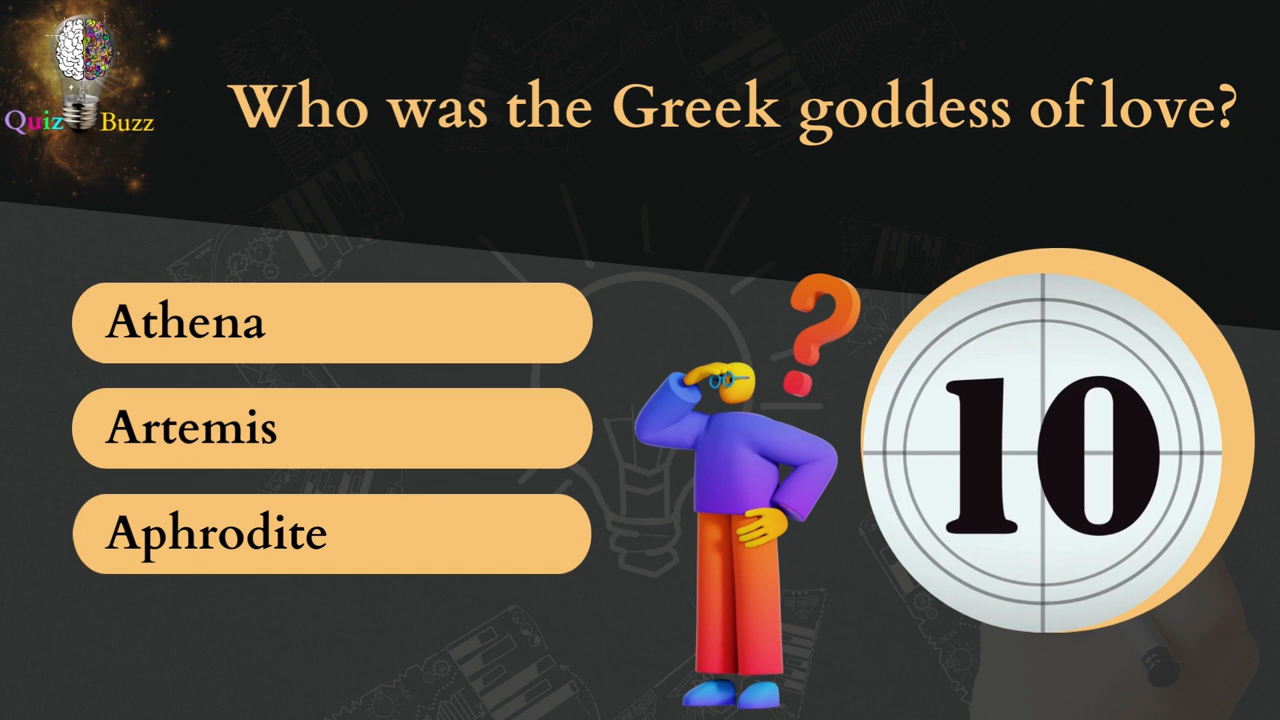 Who was the Greek goddess of love?
Quiz Buzz
Athena
Artemis
Aphrodite
10